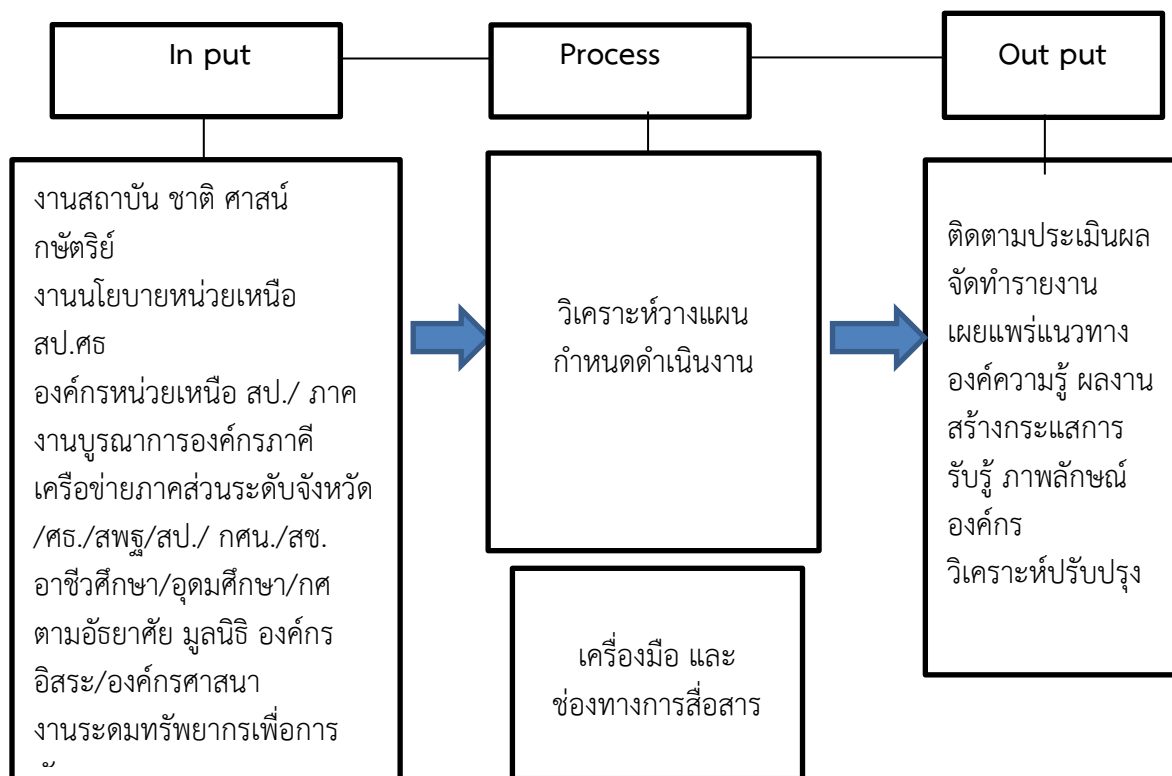 In put
Process
Out put
งานสถาบัน ชาติ ศาสน์
กษัตริย์
งานนโยบายหน่วยเหนือ
สป.ศธ
องค์กรหน่วยเหนือ สป./ ภาค
งานบูรณาการองค์กรภาคี
เครือข่ายภาคส่วนระดับจังหวัด
/ศธ./สพฐ/สป./ กศน./สช.
อาชีวศึกษา/อุดมศึกษา/กศ
ตามอัธยาศัย มูลนิธิ องค์กร
อิสระ/องค์กรศาสนา
งานระดมทรัพยากรเพื่อการ
วิเคราะห์วางแผน
กำหนดดำเนินงาน
เครื่องมือ และ
ช่องทางการสื่อสาร
ติดตามประเมินผล
จัดทำรายงาน
เผยแพร่แนวทาง
องค์ความรู้ ผลงาน
สร้างกระแสการ
รับรู้ ภาพลักษณ์
องค์กร
วิเคราะห์ปรับปรุง